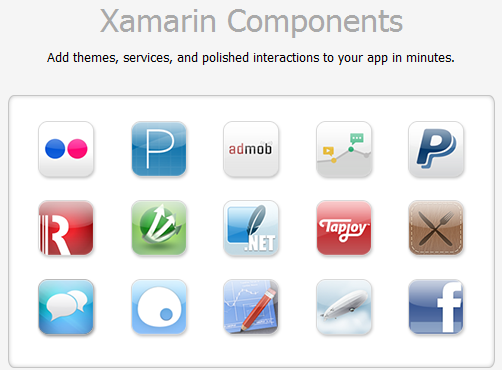 Xamarin Components
Add themes, services, and polished interactions to your app in minutes.
P
admob
P
R
.NET
Tapjoy
f